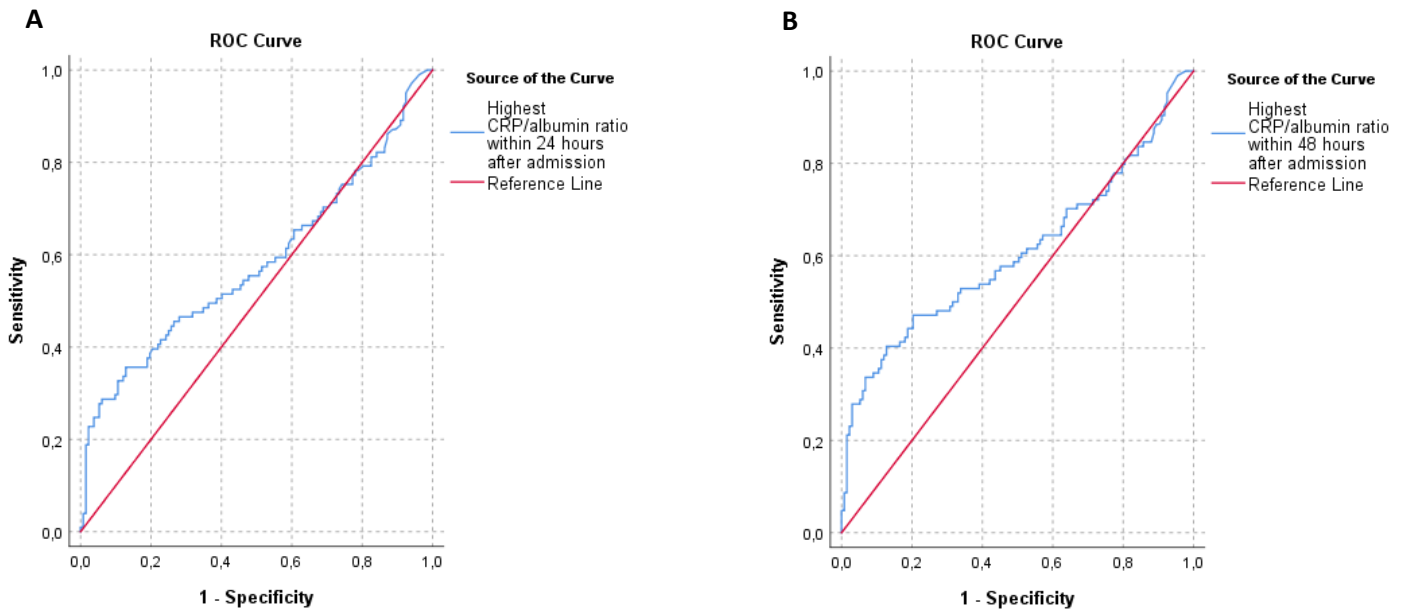 A
ROC Curve
Source of the Curve
Highest
CRP/albumin ratio
within 24 hours
after admission
Reference Line
Sensitivity
1,0
0,8
0,6
0,4
0,2
0,0
0,0 0,2 0,4 0,6 0,8 1,0
1 - Specificity
B
ROC Curve
Source of the Curve
Highest
CRP/albumin ratio
within 48 hours
after admission
Reference Line
Sensitivity
1,0
0,8
0,6
0,4
0,2
0,0
0,0 0,2 0,4 0,6 0,8 1,0
1 - Specificity